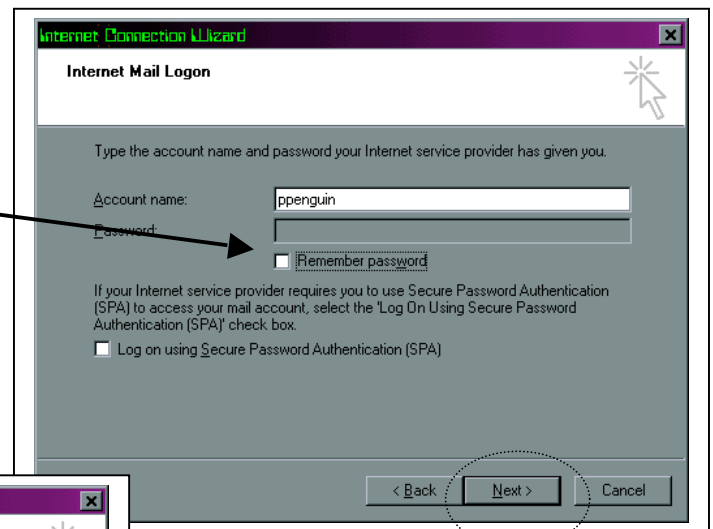 Internet Connection Wizard
Internet Mail Logon
Type the account name and password your Internet service provider has given you.
Account name:
ppenguin
Password:
Remember password
If your Internet service provider requires you to use Secure Password Authentication
(SPA) to access your mail account, select the 'Log On Using Secure Password
Authentication (SPA)' check box.
Log on using Secure Password Authentication (SPA)
< Back
Next >
Cancel